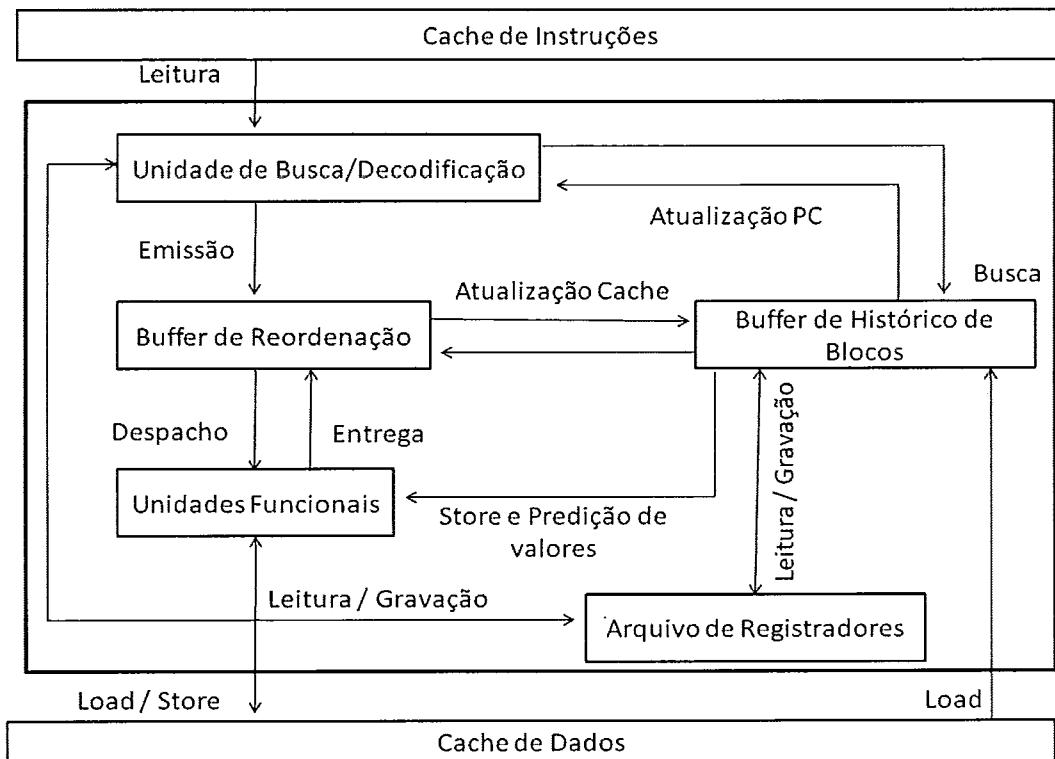 Cache de Instruções
Leitura
Unidade de Busca/Decodificação
Atualização PC
Emissão
Busca
Atualização Cache
Buffer de Reordenação
Buffer de Histórico de
Blocos
Despacho
Entrega
Leitura / Gravação
Unidades Funcionais
Store e Predição de
valores
Leitura / Gravação
Arquivo de Registradores
Load / Store
Load
Cache de Dados